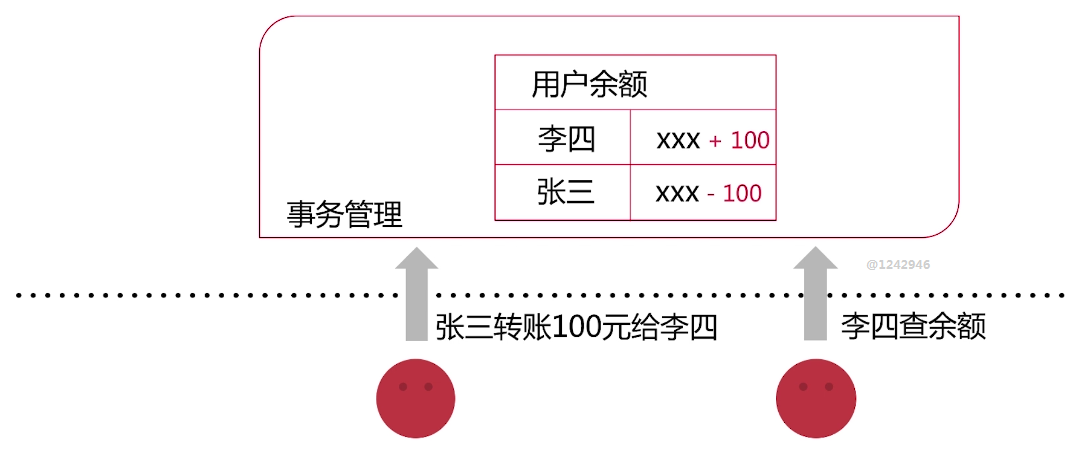 用户余额
李四 xxx + 100
张三 xxx - 100
事务管理
@1242946
张三转账100元给李四
李四查余额